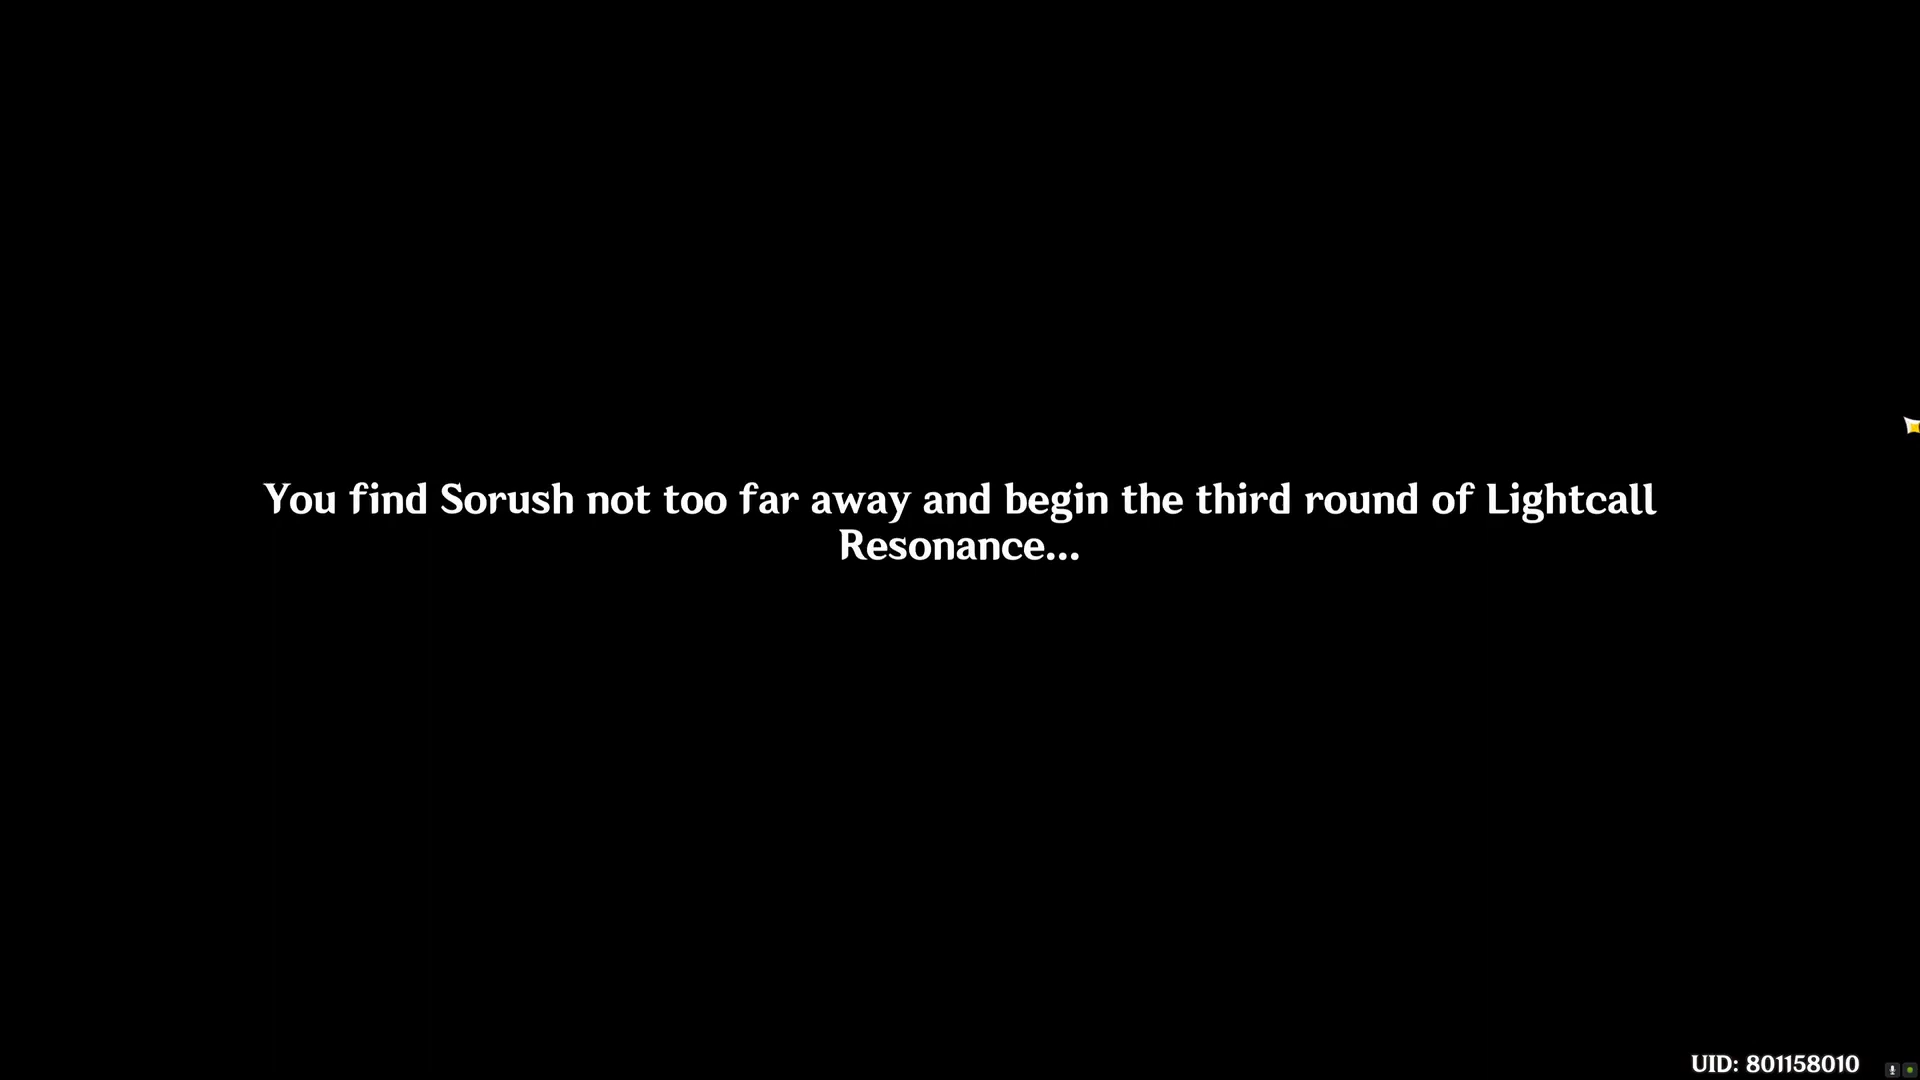 You find Sorush not too far away and begin the third round of Lightcall
Resonance...
UID: 801158010